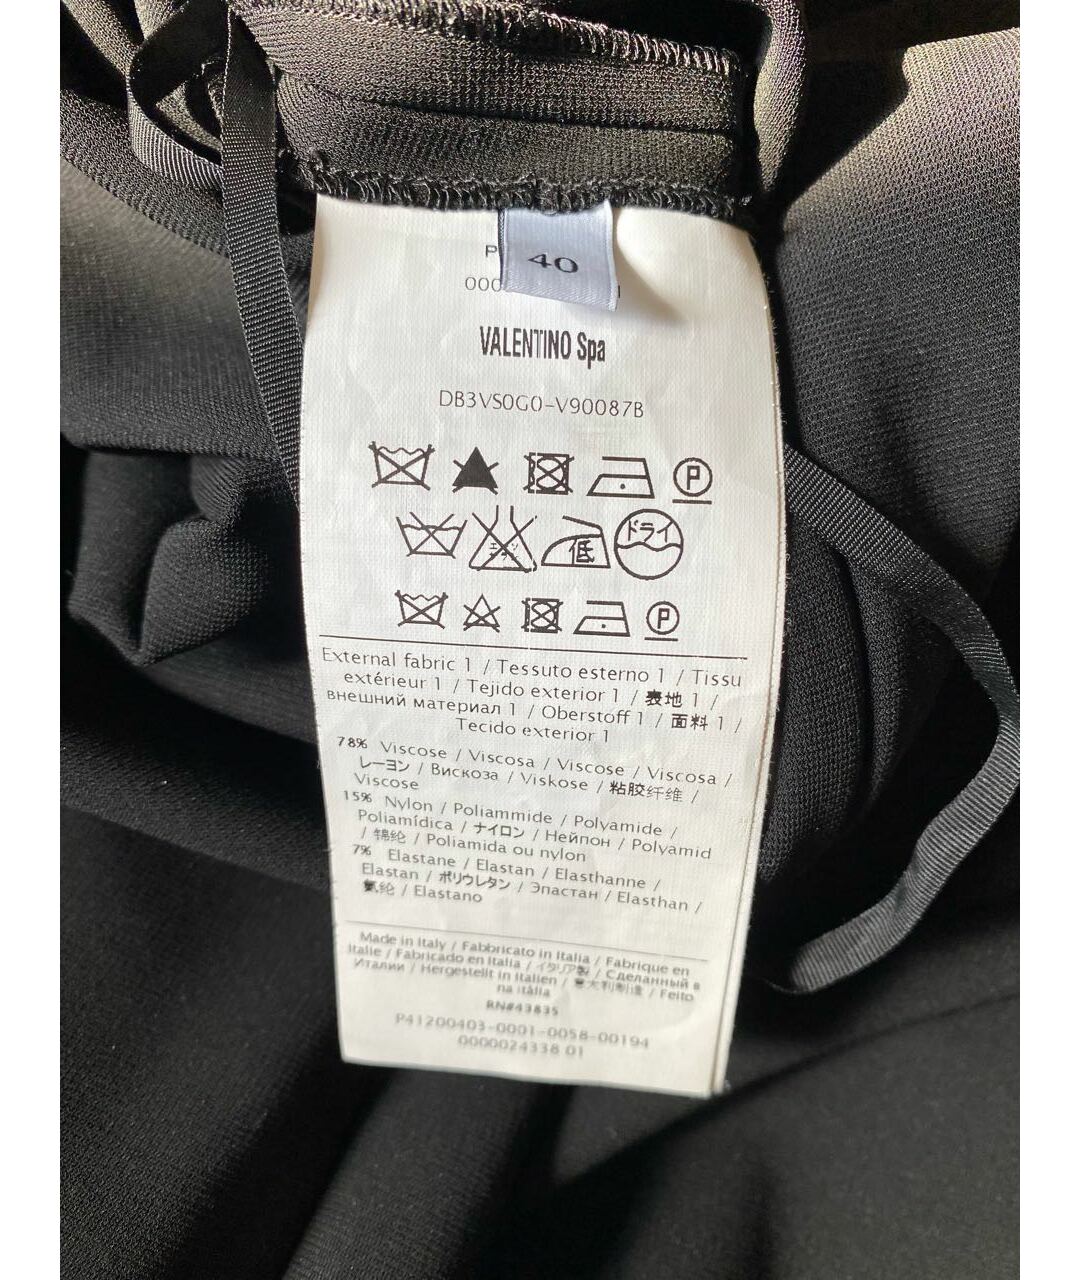 40
VALENTINO Spa
DB3VS0G0-V90087B
P
ドライ
低
P
External fabric 1 / Tessuto esterno 1 / Tissu
extérieur 1 / Tejido exterior 1 / 表地 1 /
внешний материал 1 / Oberstoff 1 / 面料 1 /
Tecido exterior 1
78% Viscose / Viscosa / Viscose / Viscosa /
レーヨン / Вискоза / Viskose / 粘胶纤维 /
Viscose
15% Nylon / Poliammide / Polyamide /
Poliamídica / ナイロン / Нейлон / Polyamid
/ 锦纶 / Poliamida ou nylon
7% Elastane / Elastan / Elasthanne /
Elastan / ポリウレタン / Эластан / Elasthan /
氨纶 / Elastano
Made in Italy / Fabbricato in Italia / Fabrique en
Italie / Fabricado en Italia / イタリア製 / Сделанный в
Италии / Hergestellt in Italien / 意大利制造 / Feito
na itália
RN#43835
P41200403-0001-0058-00194
0000024338 01